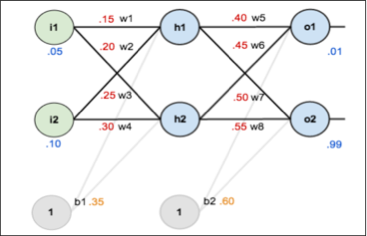 i1
.15 w1
h1
.40 w5
o1
.05
.20 w2
.45 w6
.01
.25 w3
.50 w7
i2
.30 w4
h2
.55 w8
o2
.10
.99
1
b1 .35
1
b2 .60